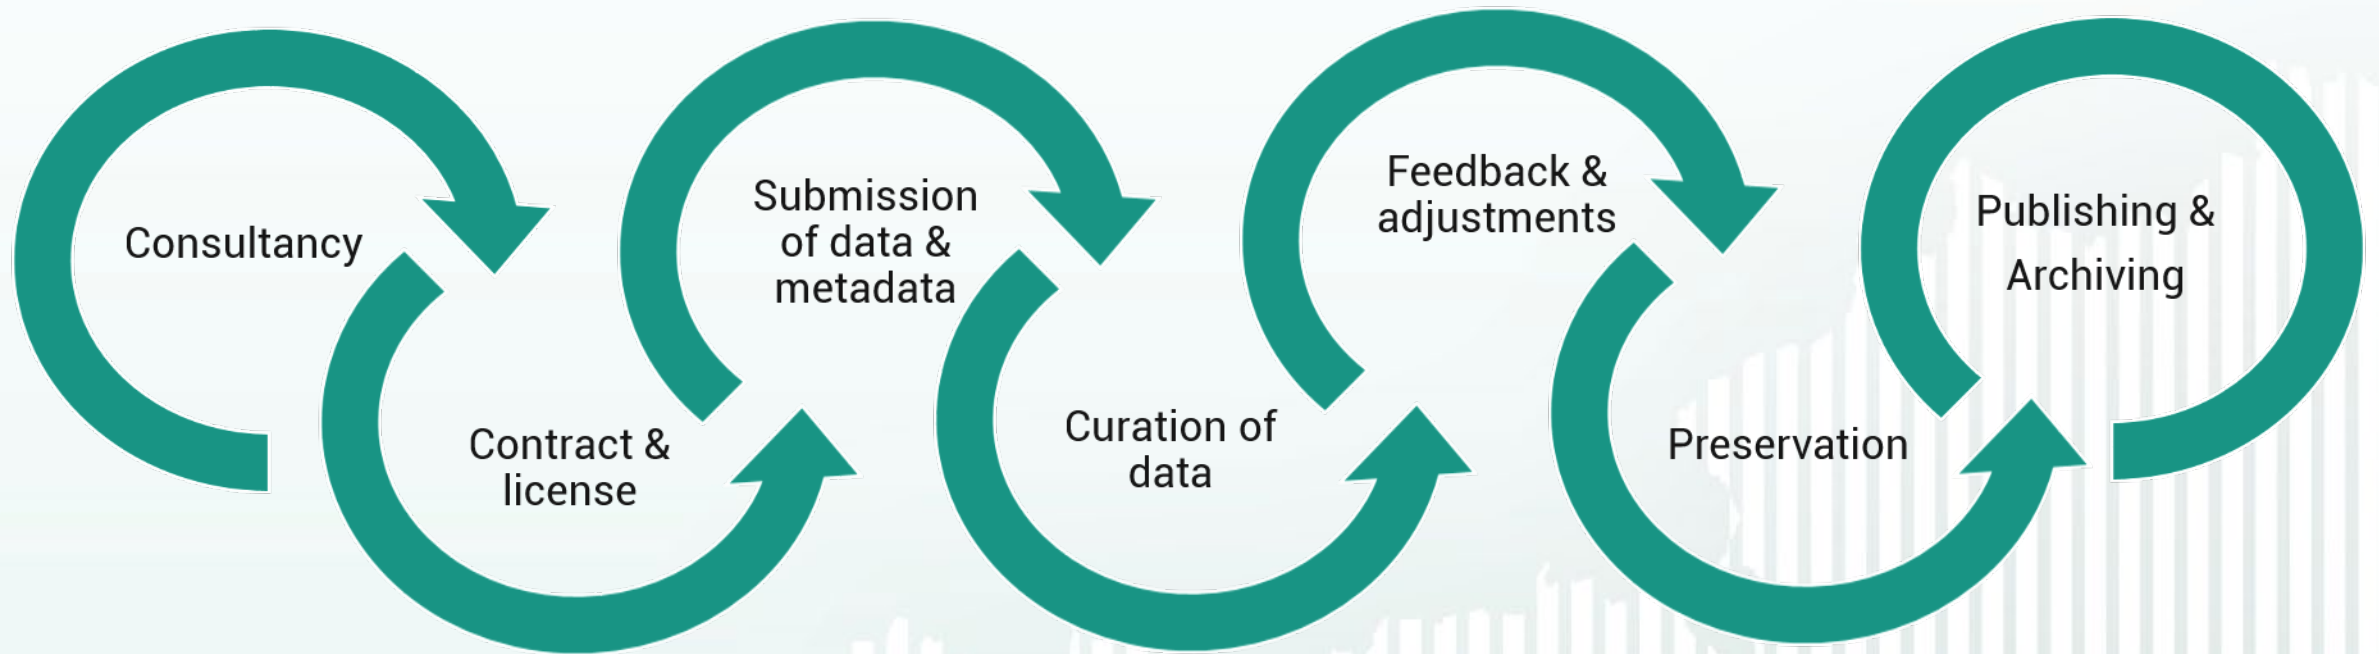 Consultancy
Contract &
license
Submission
of data &
metadata
Curation of
data
Feedback &
adjustments
Preservation
Publishing &
Archiving